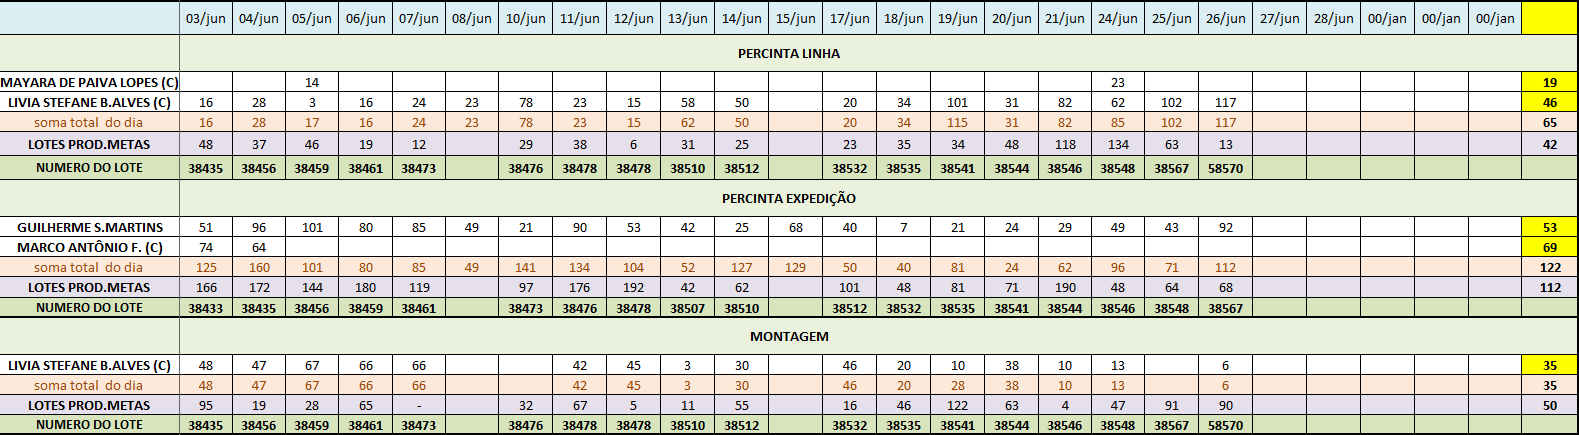 03/jun 04/jun 05/jun 06/jun 07/jun 08/jun 10/jun 11/jun 12/jun 13/jun 14/jun 15/jun 17/jun 18/jun 19/jun 20/jun 21/jun 24/jun 25/jun 26/jun 27/jun 28/jun 00/jan 00/jan 00/jan
PERCINTA LINHA
MAYARA DE PAIVA LOPES (C) 14 23 19
LIVIA STEFANE B.ALVES (C) 16 28 3 16 24 23 78 23 15 58 50 20 34 101 31 82 62 102 117 46
soma total do dia 16 28 17 16 24 23 78 23 15 62 50 20 34 115 31 82 85 102 117 65
LOTES PROD.METAS 48 37 46 19 12 29 38 6 31 25 23 35 34 48 118 134 63 13 42
NUMERO DO LOTE 38435 38456 38459 38461 38473 38476 38478 38478 38510 38512 38532 38535 38541 38544 38546 38548 38567 58570
PERCINTA EXPEDIÇÃO
GUILHERME S.MARTINS 51 96 101 80 85 49 21 90 53 42 25 68 40 7 21 24 29 49 43 92 53
MARCO ANTÔNIO F. (C) 74 64 69
soma total do dia 125 160 101 80 85 49 141 134 104 52 127 129 50 40 81 24 62 96 71 112 122
LOTES PROD.METAS 166 172 144 180 119 97 176 192 42 62 101 48 81 71 190 48 64 68 112
NUMERO DO LOTE 38433 38435 38456 38459 38461 38473 38476 38478 38507 38510 38512 38532 38535 38541 38544 38546 38548 38567
MONTAGEM
LIVIA STEFANE B.ALVES (C) 48 47 67 66 66 42 45 3 30 46 20 10 38 10 13 6 35
soma total do dia 48 47 67 66 66 42 45 3 30 46 20 28 38 10 13 6 35
LOTES PROD.METAS 95 19 28 65 - 32 67 5 11 55 16 46 122 63 4 47 91 90 50
NUMERO DO LOTE 38435 38456 38459 38461 38473 38476 38478 38478 38510 38512 38532 38535 38541 38544 38546 38548 38567 58570